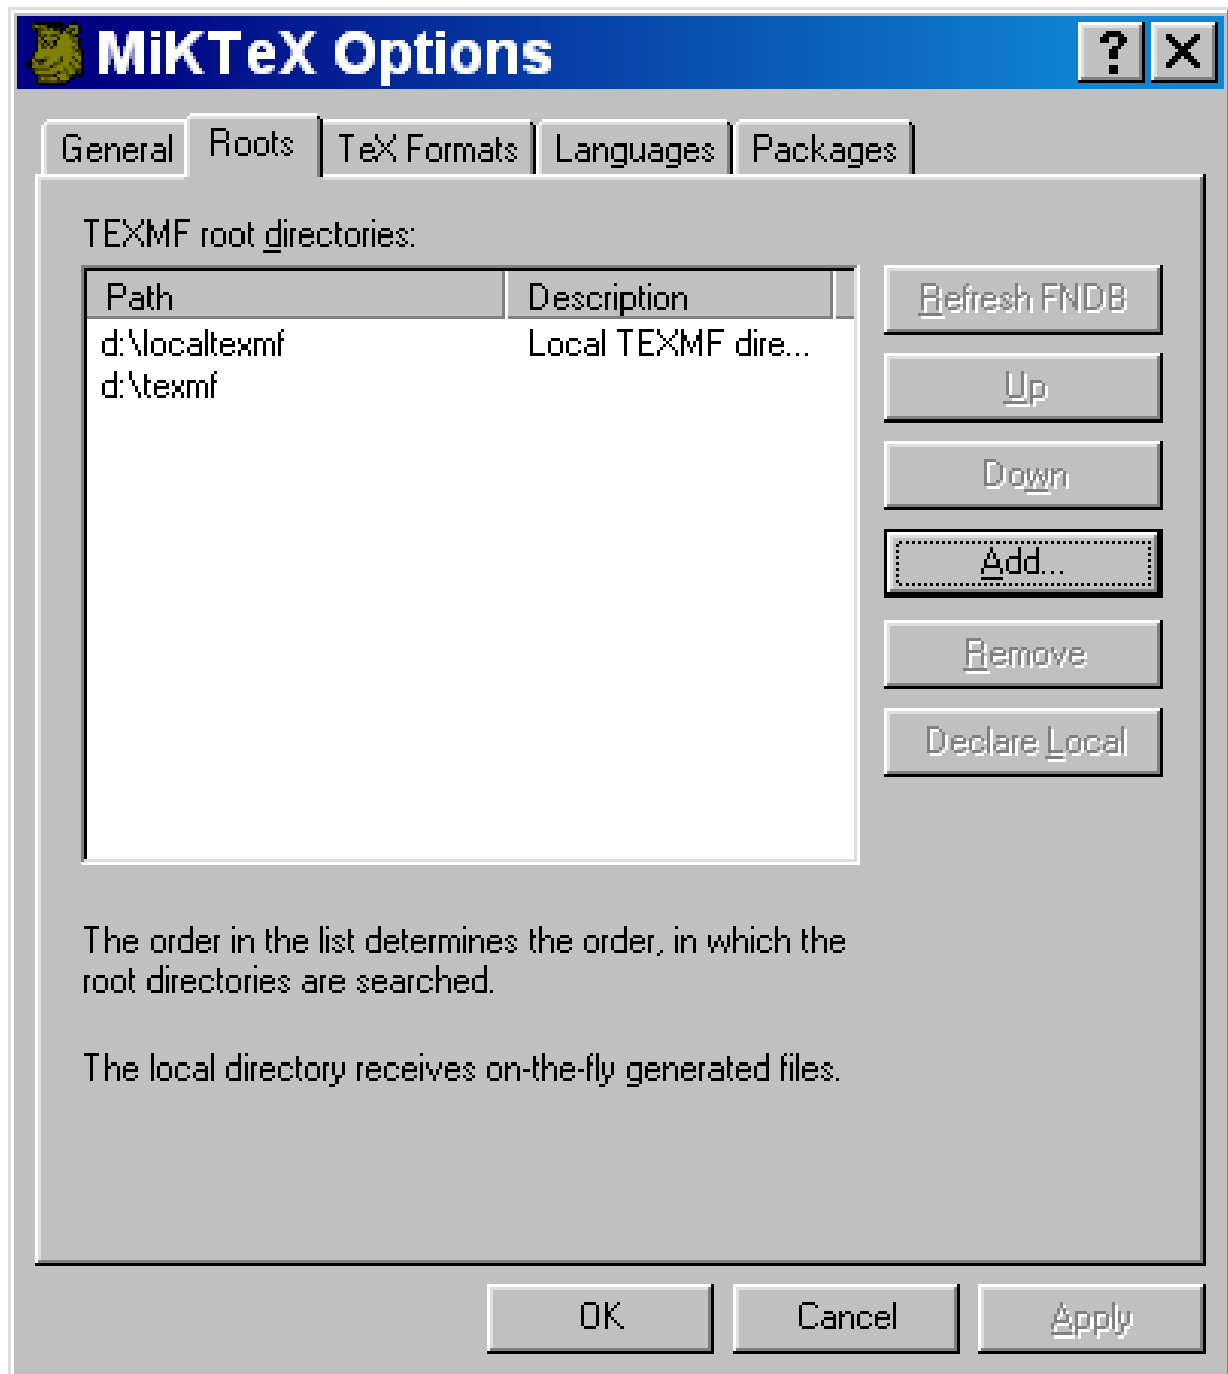 MiKTeX Options
General Roots TeX Formats Languages Packages
TEXMF root directories:
Path Description
d:\localtexmf Local TEXMF dire...
d:\texmf
Refresh FNDB
Up
Down
Add...
Remove
Declare Local
The order in the list determines the order, in which the
root directories are searched.
The local directory receives on-the-fly generated files.
OK Cancel Apply